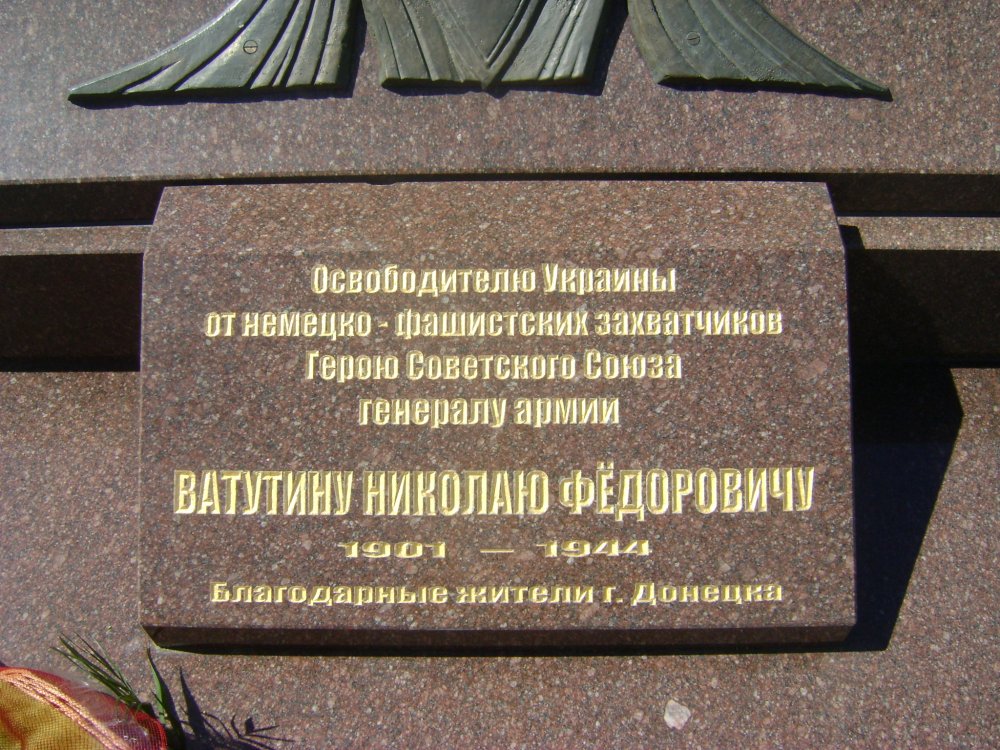 Освободителю Украины
от немецко - фашистских захватчиков
Герою Советского Союза
генералу армии
ВАТУТИНУ НИКОЛАЮ ФЁДОРОВИЧУ
1901 — 1944
Благодарные жители г. Донецка